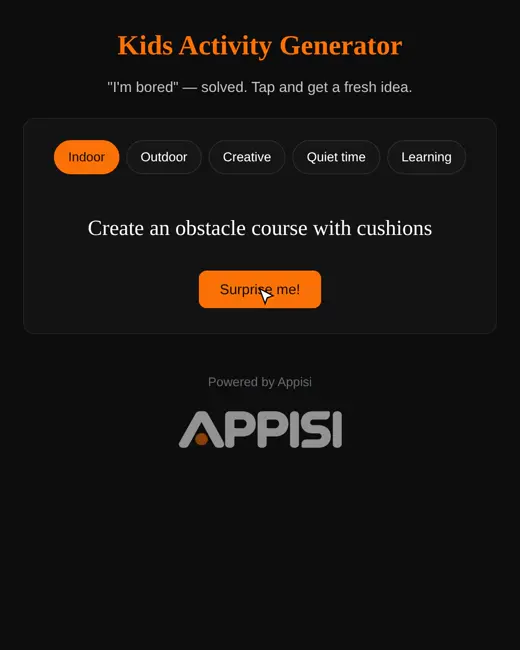 Kids Activity Generator
"I'm bored" — solved. Tap and get a fresh idea.
Indoor Outdoor Creative Quiet time Learning
Create an obstacle course with cushions
Surprise me!
Powered by Appisi
APPISI